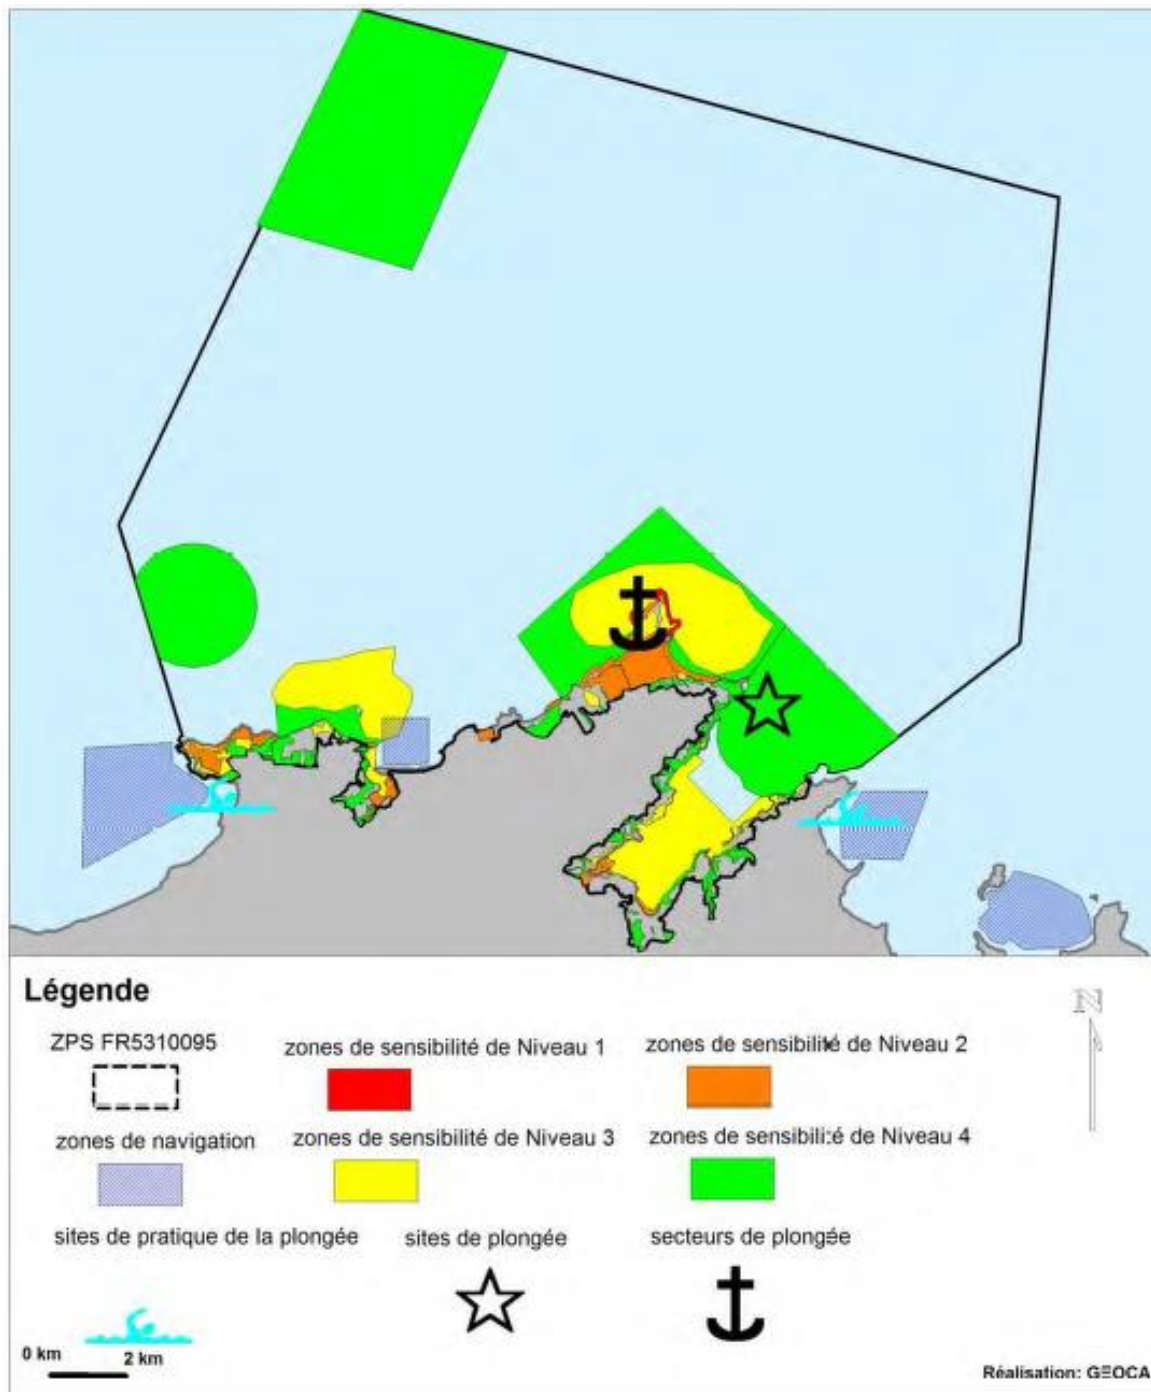 Légende
N
ZPS FR5310095
zones de sensibilité de Niveau 1
zones de sensibilité de Niveau 2
zones de navigation
zones de sensibilité de Niveau 3
zones de sensibilité de Niveau 4
sites de pratique de la plongée
sites de plongée
secteurs de plongée
0 km
2 km
Réalisation: GEOCA